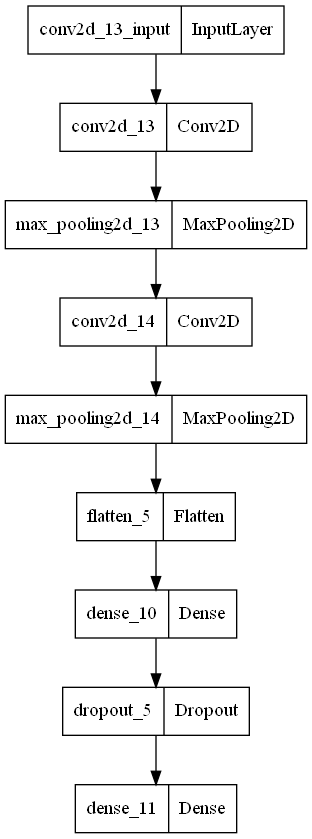 conv2d_13_input InputLayer
conv2d_13 Conv2D
max_pooling2d_13 MaxPooling2D
conv2d_14 Conv2D
max_pooling2d_14 MaxPooling2D
flatten_5 Flatten
dense_10 Dense
dropout_5 Dropout
dense_11 Dense